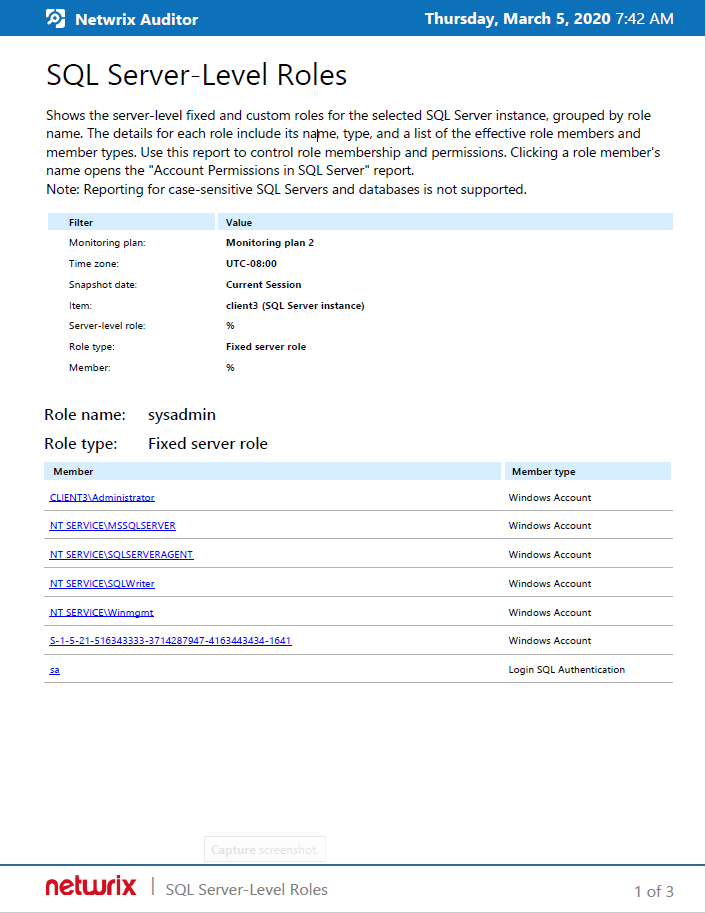 Netwrix Auditor Thursday, March 5, 2020 7:42 AM
SQL Server-Level Roles
Shows the server-level fixed and custom roles for the selected SQL Server instance, grouped by role
name. The details for each role include its name, type, and a list of the effective role members and
member types. Use this report to control role membership and permissions. Clicking a role member's
name opens the "Account Permissions in SQL Server" report.
Note: Reporting for case-sensitive SQL Servers and databases is not supported.
Filter Value
Monitoring plan: Monitoring plan 2
Time zone: UTC-08:00
Snapshot date: Current Session
Item: client3 (SQL Server instance)
Server-level role: %
Role type: Fixed server role
Member: %
Role name: sysadmin
Role type: Fixed server role
Member Member type
CLIENT3\Administrator Windows Account
NT SERVICE\MSSQLSERVER Windows Account
NT SERVICE\SQLSERVERAGENT Windows Account
NT SERVICE\SQLWriter Windows Account
NT SERVICE\Winmgmt Windows Account
S-1-5-21-516343333-3714287947-4163443434-1641 Windows Account
sa Login SQL Authentication
Capture screenshot.
netwrix | SQL Server-Level Roles 1 of 3